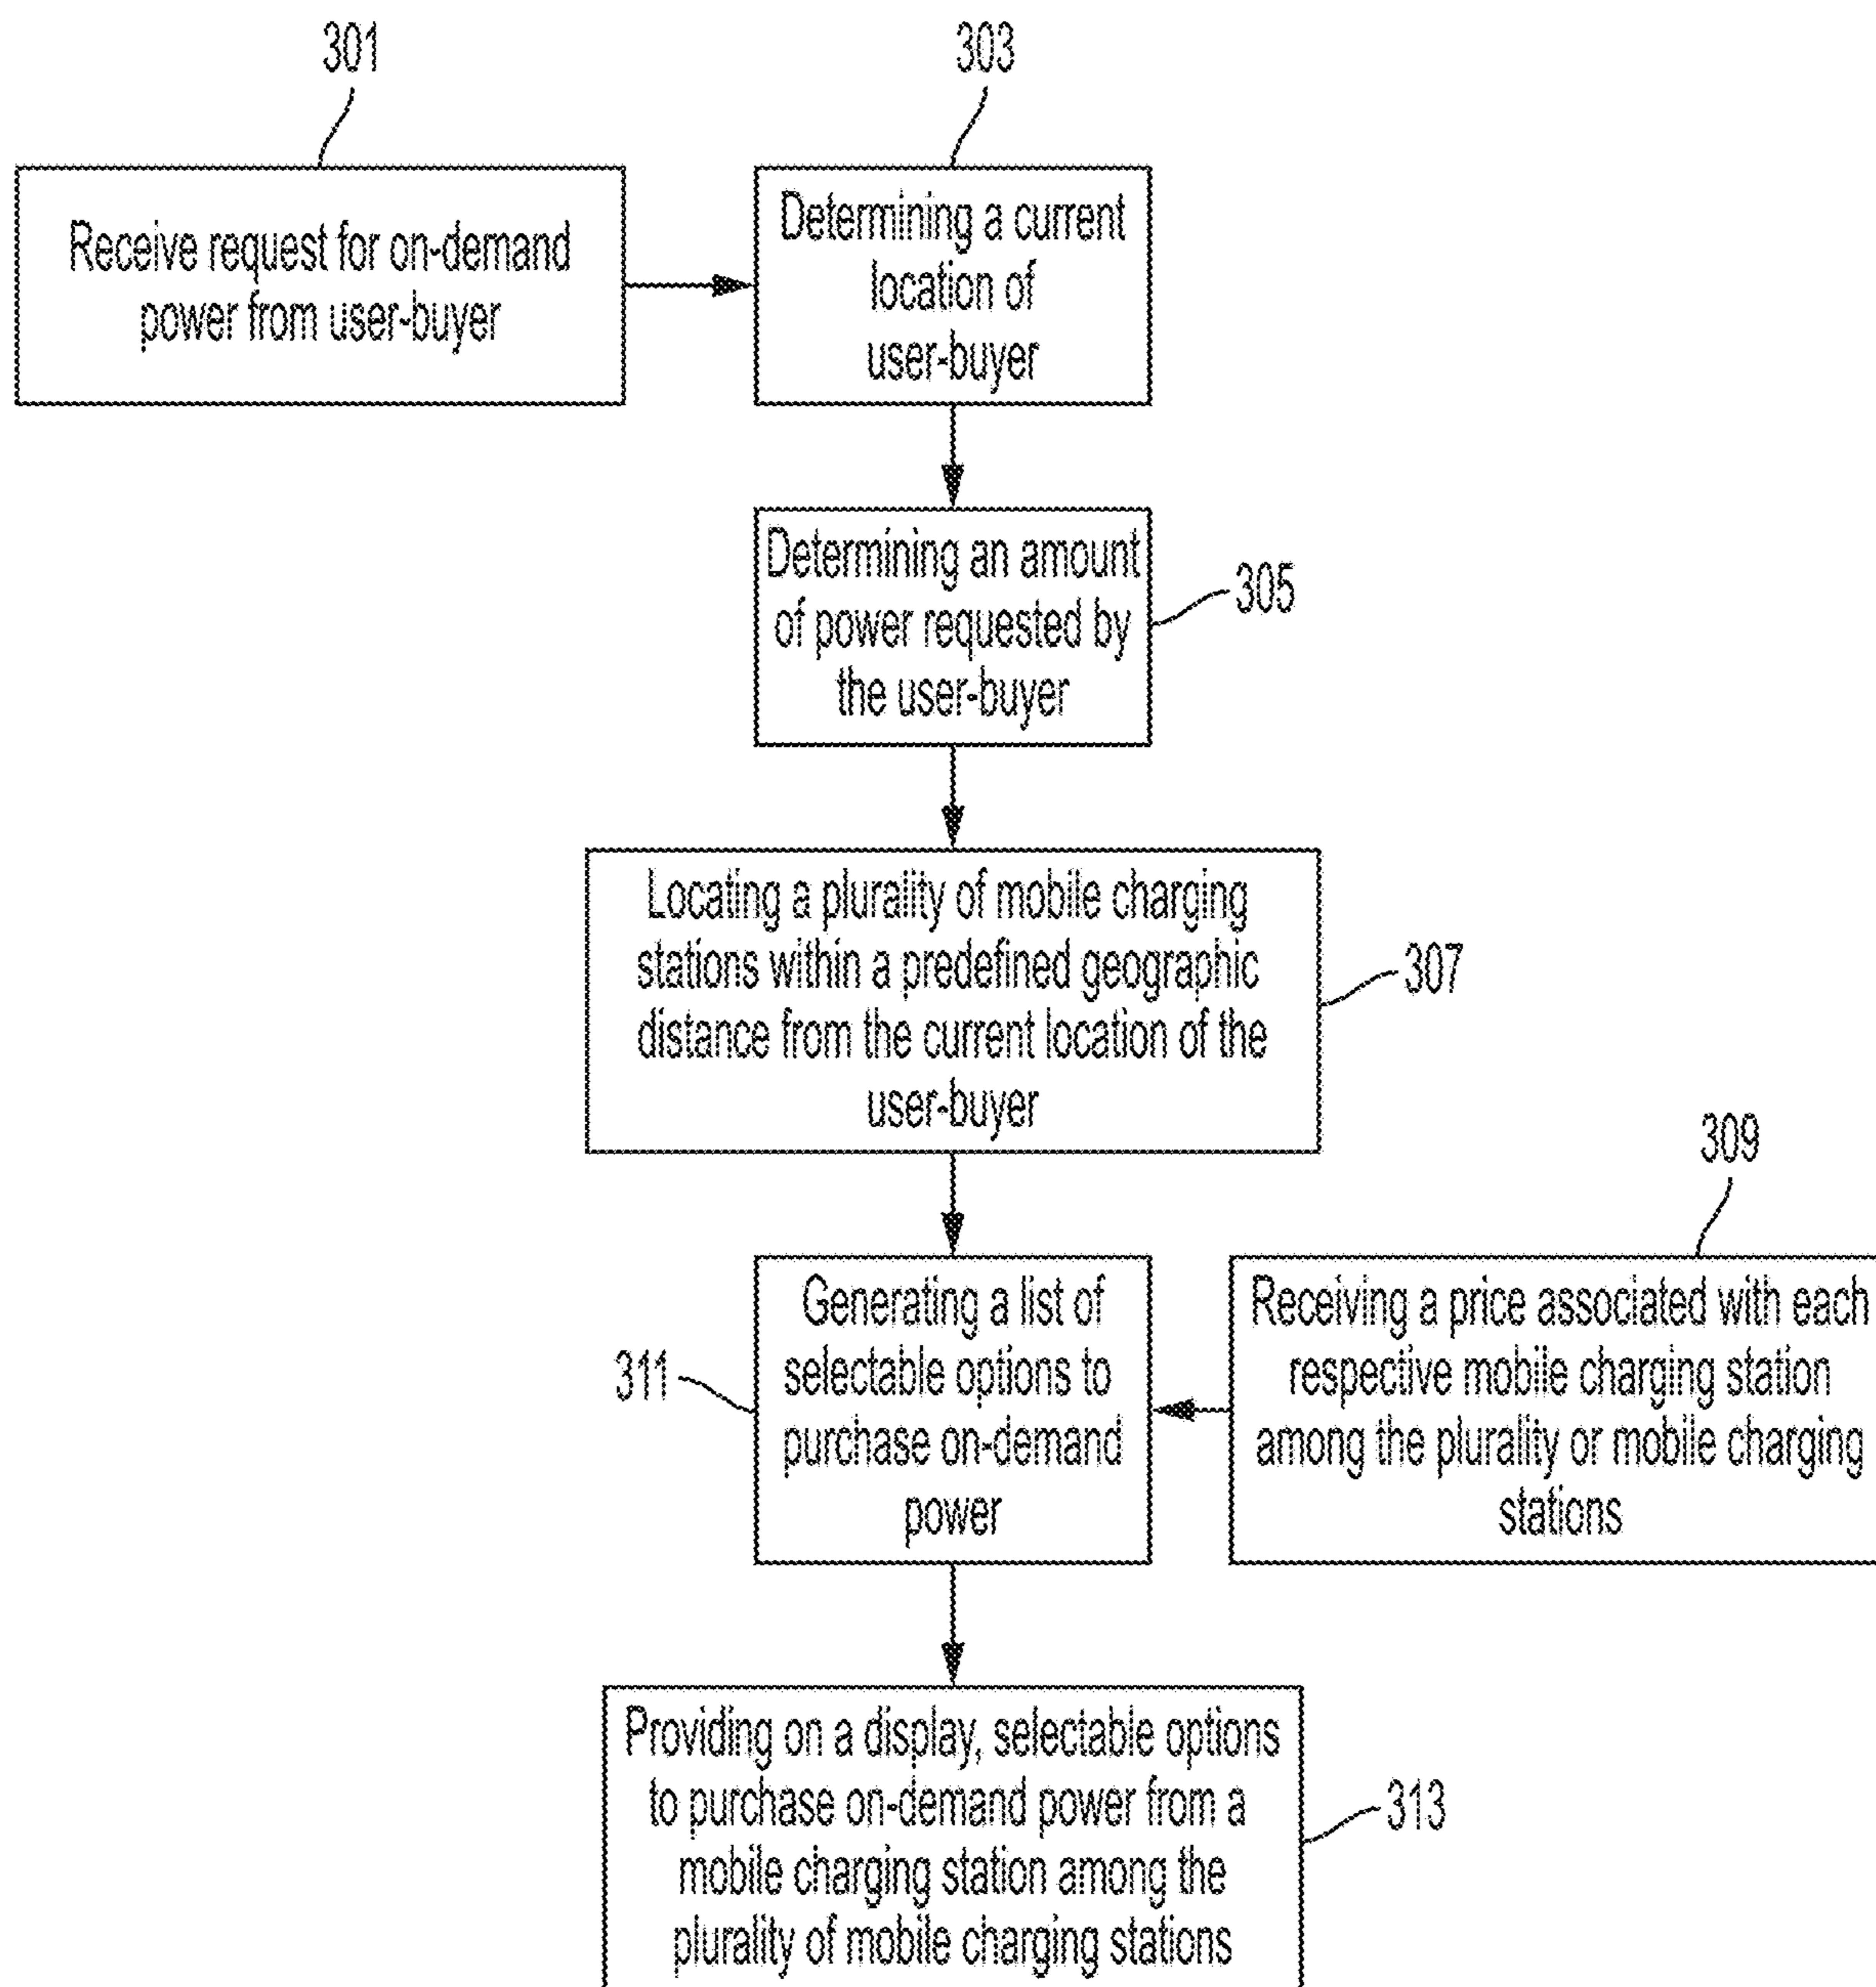 301
303
Receive request for on-demand
power from user-buyer
Determining a current
location of
user-buyer
Determining an amount
of power requested by
the user-buyer
305
Locating a plurality of mobile charging
stations within a predefined geographic
distance from the current location of the
user-buyer
307
309
311
Generating a list of
selectable options to
purchase on-demand
power
Receiving a price associated with each
respective mobile charging station
among the plurality or mobile charging
stations
Providing on a display, selectable options
to purchase on-demand power from a
mobile charging station among the
plurality of mobile charging stations
313